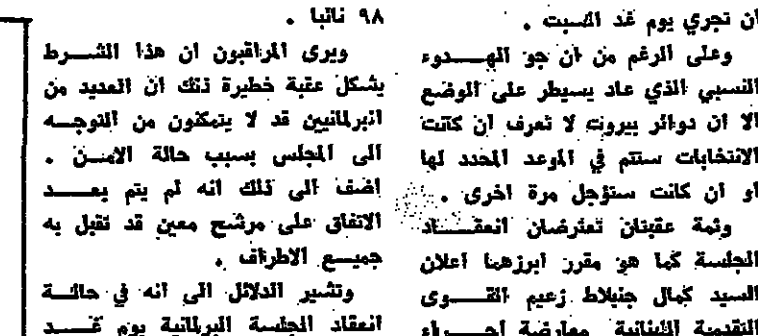 ان تجري يوم غد السبت .
وعلى الرغم من ان جو الهدوء
النسبي الذي عاد يسيطر على الوضع
الا ان دوائر بيروت لا تعرف ان كانت
الانتخابات ستتم في الموعد المحدد لها
او ان كانت ستؤجل مرة اخرى .
وثمة عقبتان تعترضان انعقاد
الجلسة كما هو مقرر ابرزهما اعلان
السيد كمال جنبلاط زعيم القوى
التقدمية اللبنانية معارضة اجراء
٩٨ نائبا .
ويرى المراقبون ان هذا الشرط
يشكل عقبة خطيرة ذلك ان العديد من
البرلمانيين قد لا يتمكنون من التوجه
الى المجلس بسبب حالة الامن .
اضف الى ذلك انه لم يتم بعد
الاتفاق على مرشح معين قد تقبل به
جميع الاطراف .
وتشير الدلائل الى انه في حالة
انعقاد الجلسة البرلمانية يوم غد